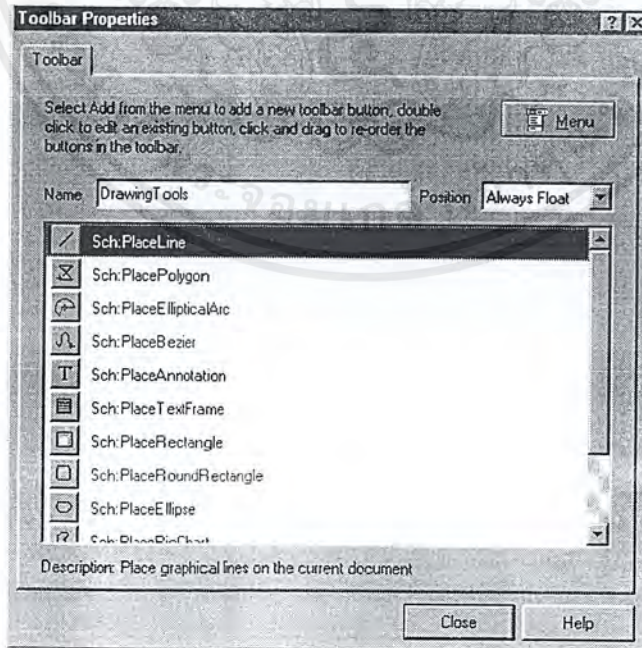 Toolbar Properties
Toolbar
Select Add from the menu to add a new toolbar button, double
click to edit an existing button, click and drag to re-order the
buttons in the toolbar.
Menu
Name DrawingTools Position Always Float
Sch:PlaceLine
Sch:PlacePolygon
Sch:PlaceEllipticalArc
Sch:PlaceBezier
T Sch:PlaceAnnotation
Sch:PlaceTextFrame
Sch:PlaceRectangle
Sch:PlaceRoundRectangle
Sch:PlaceEllipse
Sch:PlacePieChart
Description: Place graphical lines on the current document
Close Help